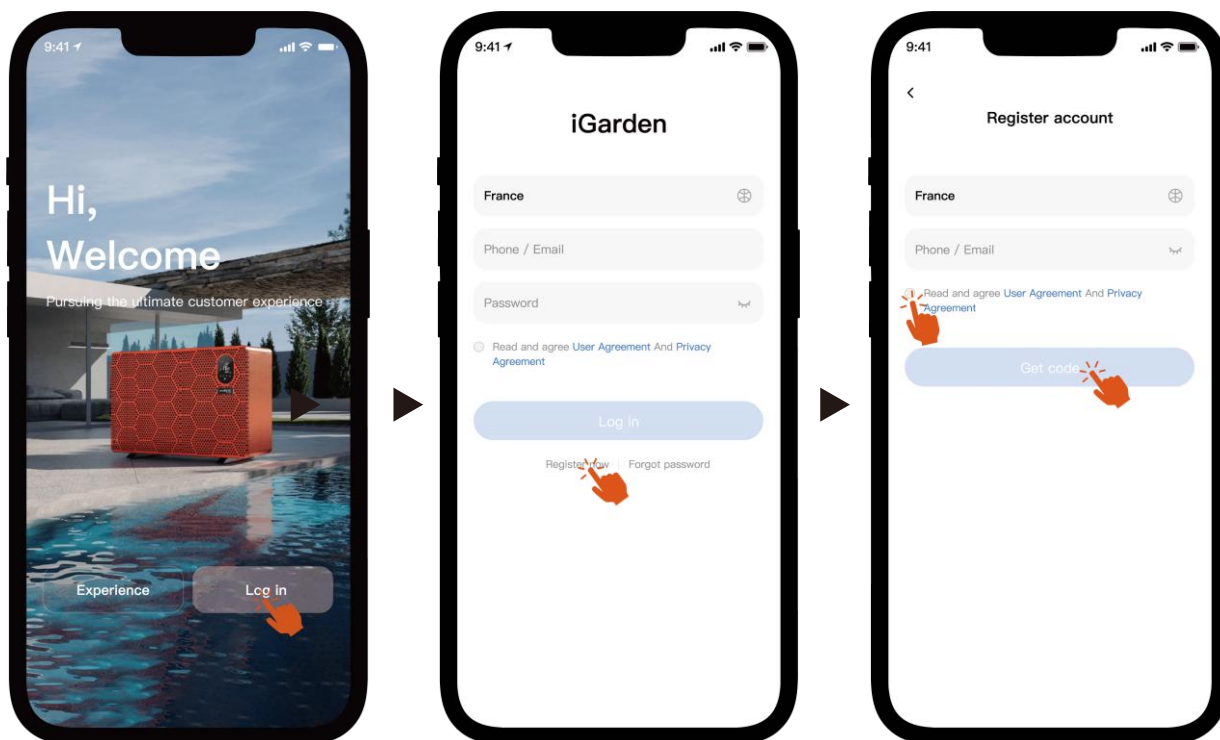 9:41
Hi,
Welcome
Pursuing the ultimate customer experience
Experience
Log in
9:41
iGarden
France
Phone / Email
Password
Read and agree User Agreement And Privacy
Agreement
Log in
Register now | Forgot password
9:41
Register account
France
Phone / Email
Read and agree User Agreement And Privacy
Agreement
Get code